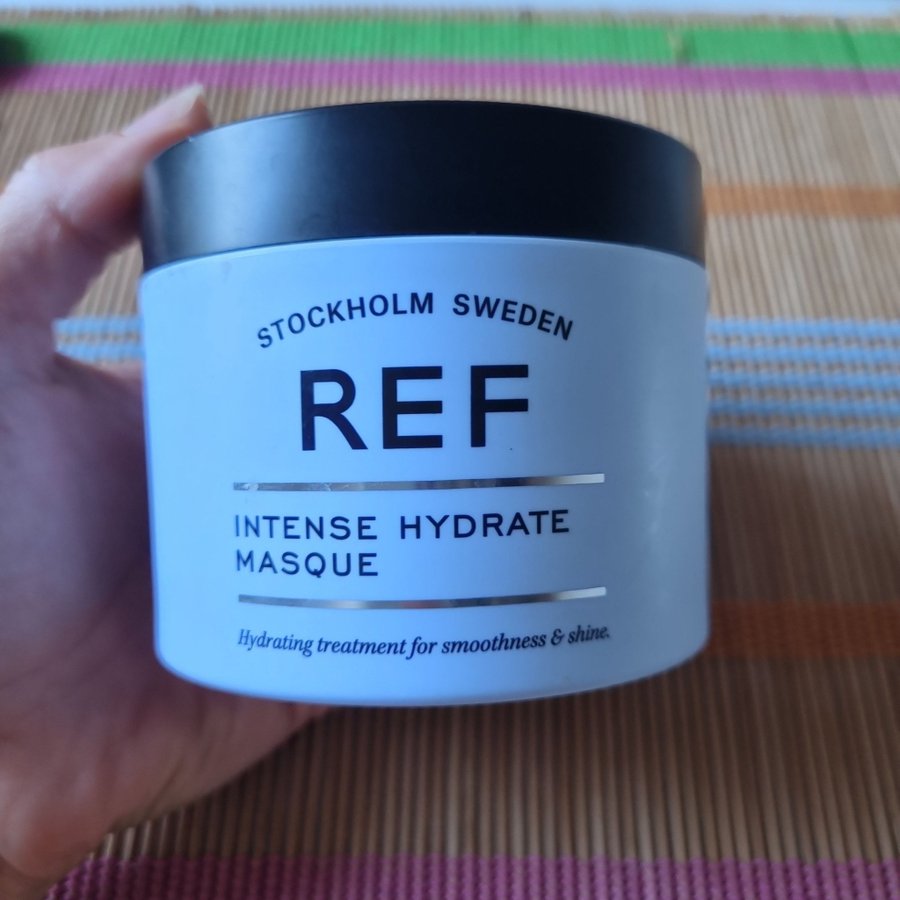 STOCKHOLM SWEDEN
REF
INTENSE HYDRATE
MASQUE
Hydrating treatment for smoothness & shine.